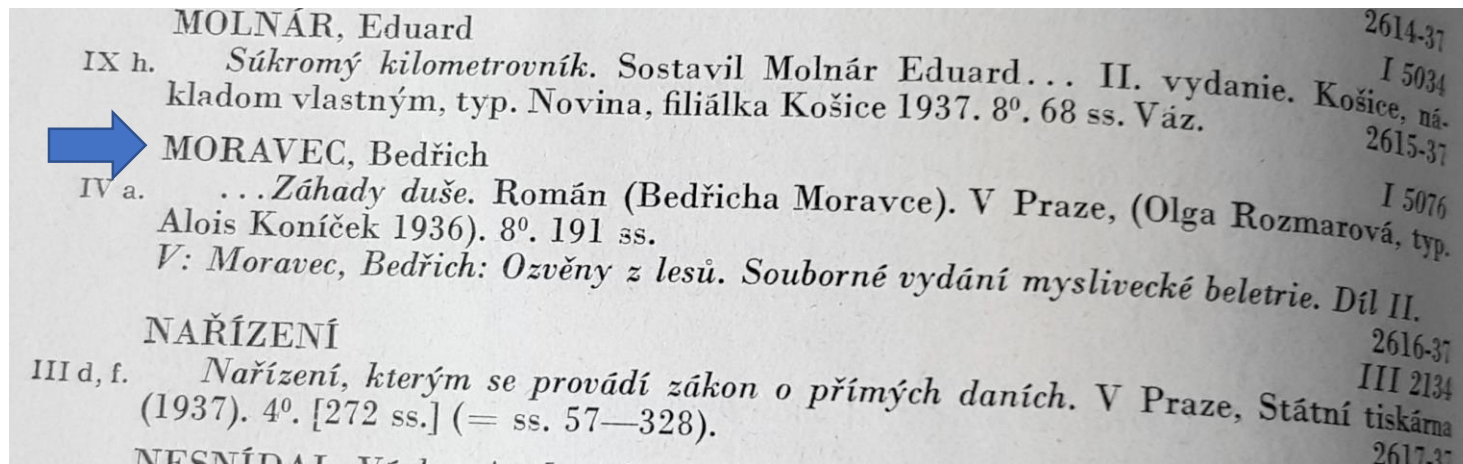 2614-37
MOLNÁR, Eduard I 5034
IX h. Súkromý kilometrovník. Sostavil Molnár Eduard... II. vydanie. Košice, ná-
kladom vlastným, typ. Novina, filiálka Košice 1937. 8º. 68 ss. Váz.
2615-37
MORAVEC, Bedřich I 5076
IV a. ...Záhady duše. Román (Bedřicha Moravce). V Praze, (Olga Rozmarová, typ.
Alois Koníček 1936). 8º. 191 ss.
V: Moravec, Bedřich: Ozvěny z lesů. Souborné vydání myslivecké beletrie. Díl II.
2616-37
NAŘÍZENÍ III 2134
III d, f. Nařízení, kterým se provádí zákon o přímých daních. V Praze, Státní tiskárna
(1937). 4º. [272 ss.] (= ss. 57—328).
2617-37
NESNÍDAL,